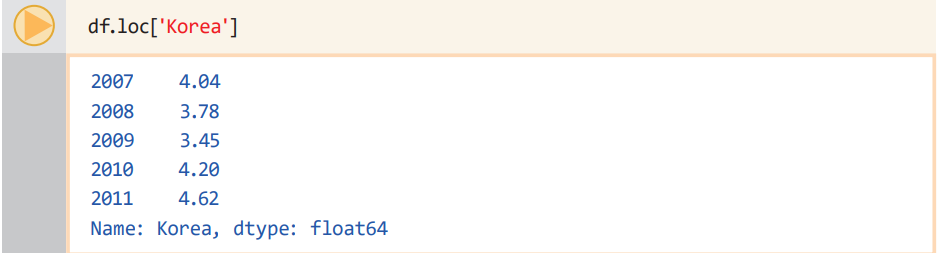 df.loc['Korea']
2007    4.04
2008    3.78
2009    3.45
2010    4.20
2011    4.62
Name: Korea, dtype: float64